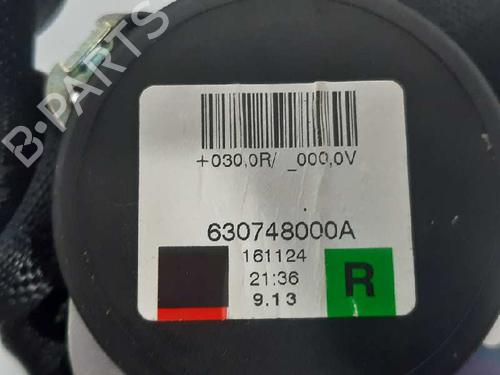 B-PARTS
+030,0R/ _000,0V
630748000A
161124
21:36
9.13
R